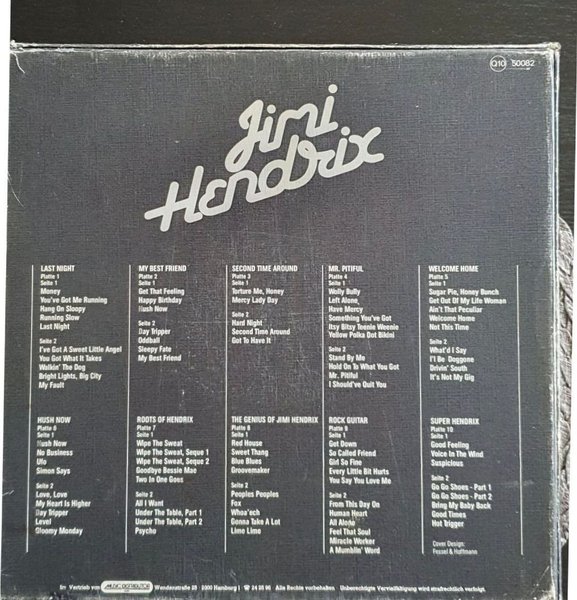 Q10 50082
Jimi
Hendrix
LAST NIGHT
Platte 1
Seite 1
Money
You've Got Me Running
Hang On Sloopy
Running Slow
Last Night
Seite 2
I've Got A Sweet Little Angel
You Got What It Takes
Walkin' The Dog
Bright Lights, Big City
My Fault
MY BEST FRIEND
Platte 2
Seite 1
Get That Feeling
Happy Birthday
Hush Now
Seite 2
Day Tripper
Oddball
Sleepy Fate
My Best Friend
SECOND TIME AROUND
Platte 3
Seite 1
Torture Me, Honey
Mercy Lady Bay
Seite 2
Hard Night
Second Time Around
Got To Have It
MR. PITIFUL
Platte 4
Seite 1
Wolly Bully
Left Alone
Have Mercy
Something You've Got
Itsy Bitsy Teenie Weenie
Yellow Polka Dot Bikini
Seite 2
Stand By Me
Hold On To What You Got
Mr. Pitiful
I Should've Quit You
WELCOME HOME
Platte 5
Seite 1
Sugar Pie, Honey Bunch
Get Out Of My Life Woman
Ain't That Peculiar
Welcome Home
Not This Time
Seite 2
What'd I Say
I'l Be Doggone
Drivin' South
It's Not My Gig
HUSH NOW
Platte 6
Seite 1
Hush Now
No Business
Ufo
Simon Says
Seite 2
Love, Love
My Heart is Higher
Day Tripper
Level
Gloomy Monday
ROOTS OF HENDRIX
Platte 7
Seite 1
Wipe The Sweat
Wipe The Sweat, Seque 1
Wipe The Sweat, Seque 2
Goodbye Bessie Mae
Two In One Goes
Seite 2
All I Want
Under The Table, Part 1
Under The Table, Part 2
Psycho
THE GENIUS OF JIMI HENDRIX
Platte 8
Seite 1
Red House
Sweet Thang
Blue Blues
Groovemaker
Seite 2
Peoples Peoples
Fox
Whoa'ech
Gonna Take A Lot
Lime Limo
ROCK GUITAR
Platte 9
Seite 1
Get Down
So Called Friend
Girl So Fine
Every Little Bit Hurts
You Say You Love Me
Seite 2
From This Day On
Human Heart
All Alone
Feel That Soul
Miracle Worker
A Mumblin' Word
SUPER HENDRIX
Platte 10
Seite 1
Good Feeling
Voice In The Wind
Suspicious
Seite 2
Go Go Shoes - Part 1
Go Go Shoes - Part 2
Bring My Baby Back
Good Times
Hot Trigger
Cover Design:
Fessel & Hoffmann
Im Vertrieb von MUSIC DISTRIBUTOR Wendenstraße 25 · 2000 Hamburg 1 Alle Rechte vorbehalten. Unberechtigte Vervielfältigung wird strafrechtlich verfolgt.